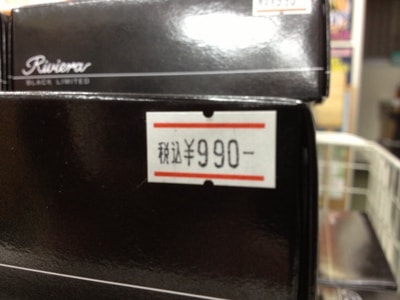 Riviera
BLACK LIMITED
税込¥990-